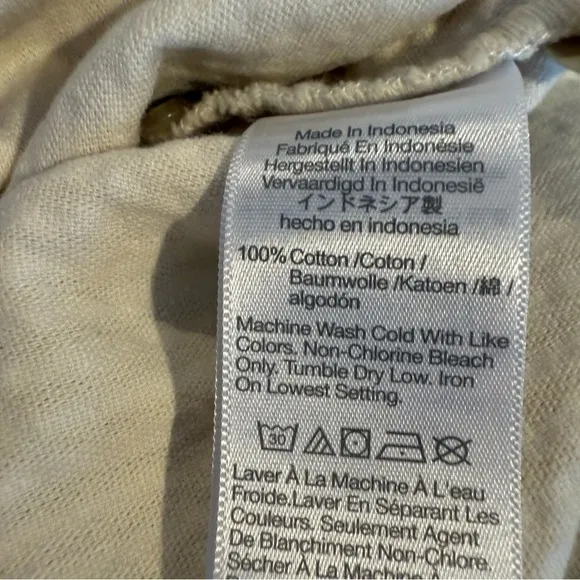 Made In Indonesia
Fabriqué En Indonésie
Hergestellt In Indonesien
Vervaardigd In Indonesië
インドネシア製
hecho en indonesia
100% Cotton /Coton /
Baumwolle /Katoen /綿 /
algodón
Machine Wash Cold With Like
Colors. Non-Chlorine Bleach
Only. Tumble Dry Low. Iron
On Lowest Setting.
30
Laver À La Machine À L'eau
Froide.Laver En Séparant Les
Couleurs. Seulement Agent
De Blanchiment Non-Chlore.
Sécher À La Machine